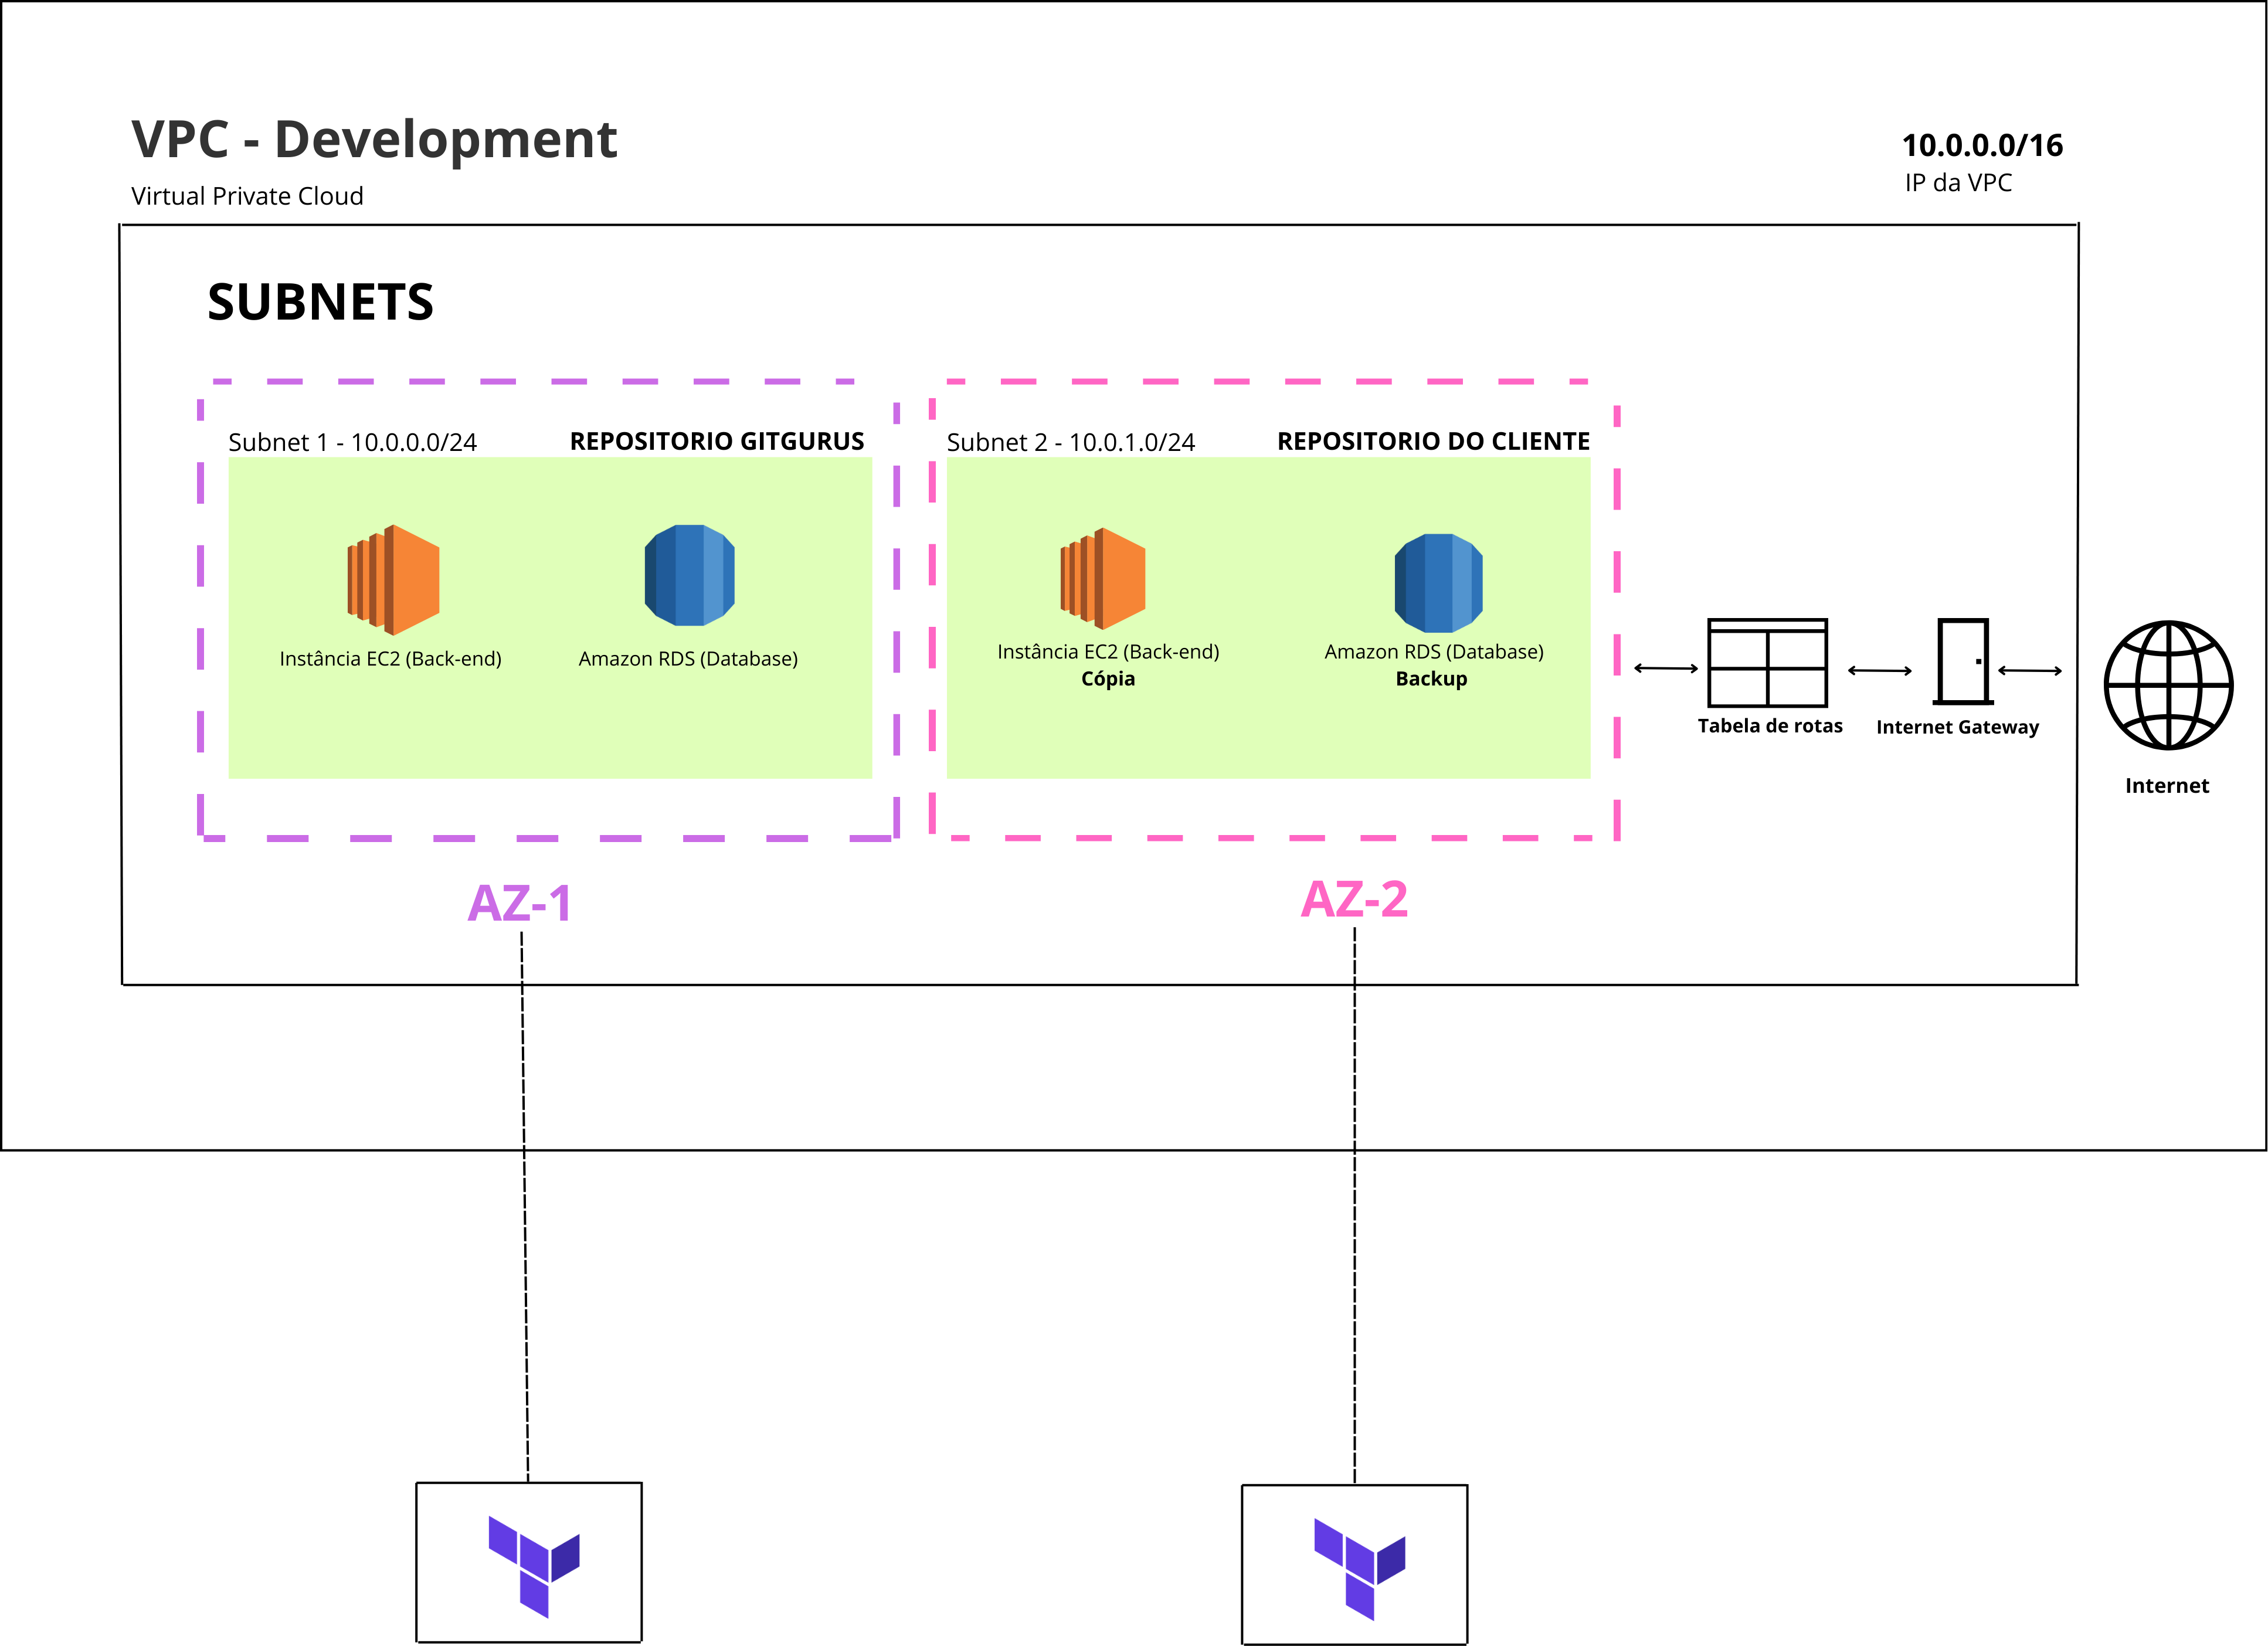 VPC - Development
Virtual Private Cloud
10.0.0.0/16
IP da VPC
SUBNETS
Subnet 1 - 10.0.0.0/24
REPOSITORIO GITGURUS
Instância EC2 (Back-end)
Amazon RDS (Database)
Subnet 2 - 10.0.1.0/24
REPOSITORIO DO CLIENTE
Instância EC2 (Back-end)
Cópia
Amazon RDS (Database)
Backup
Tabela de rotas
Internet Gateway
Internet
AZ-1
AZ-2